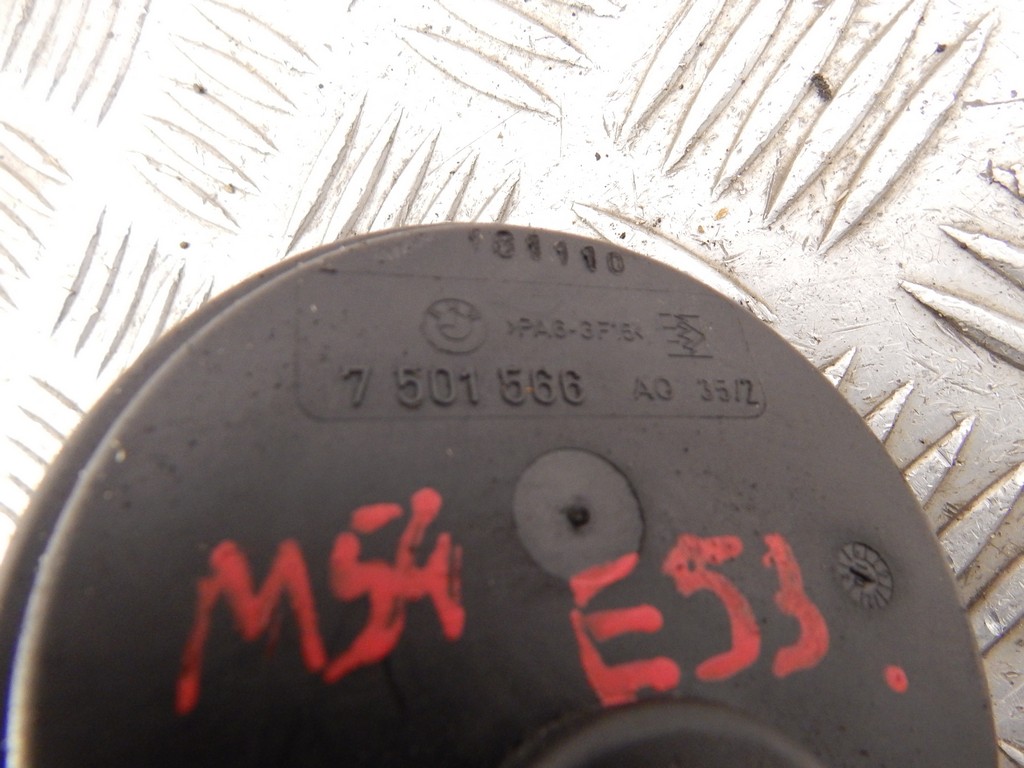 181110
>PA6-GF15<
7 501 566 AG 35/2
M54 E53.